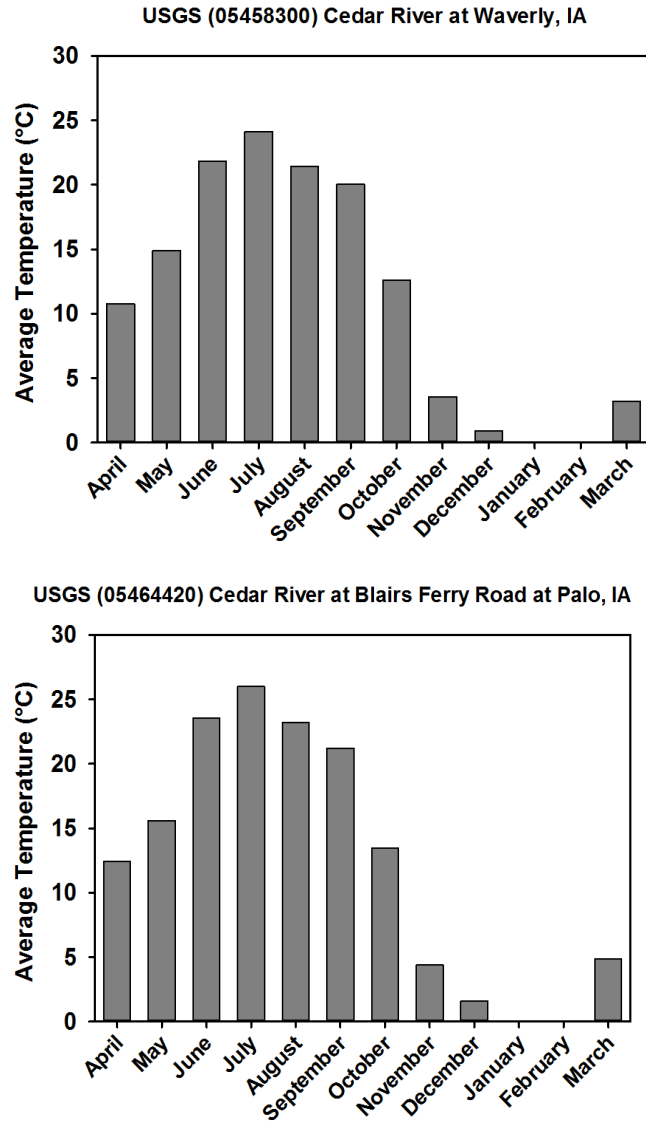 USGS (05458300) Cedar River at Waverly, IA
Average Temperature (°C)
30
25
20
15
10
5
0
April
May
June
July
August
September
October
November
December
January
February
March
USGS (05464420) Cedar River at Blairs Ferry Road at Palo, IA
Average Temperature (°C)
30
25
20
15
10
5
0
April
May
June
July
August
September
October
November
December
January
February
March